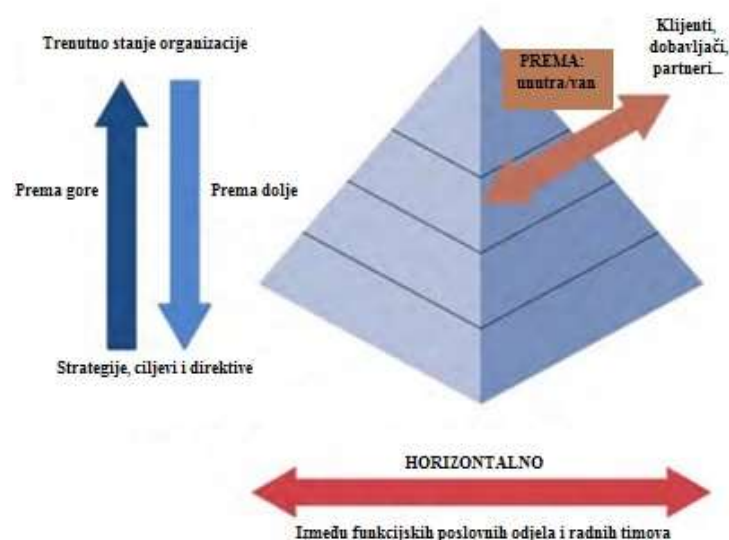 Trenutno stanje organizacije
Klijenti,
dobavljači,
partneri...
PREMA:
unutra/van
Prema gore
Prema dolje
Strategije, ciljevi i direktive
HORIZONTALNO
Između funkcijskih poslovnih odjela i radnih timova